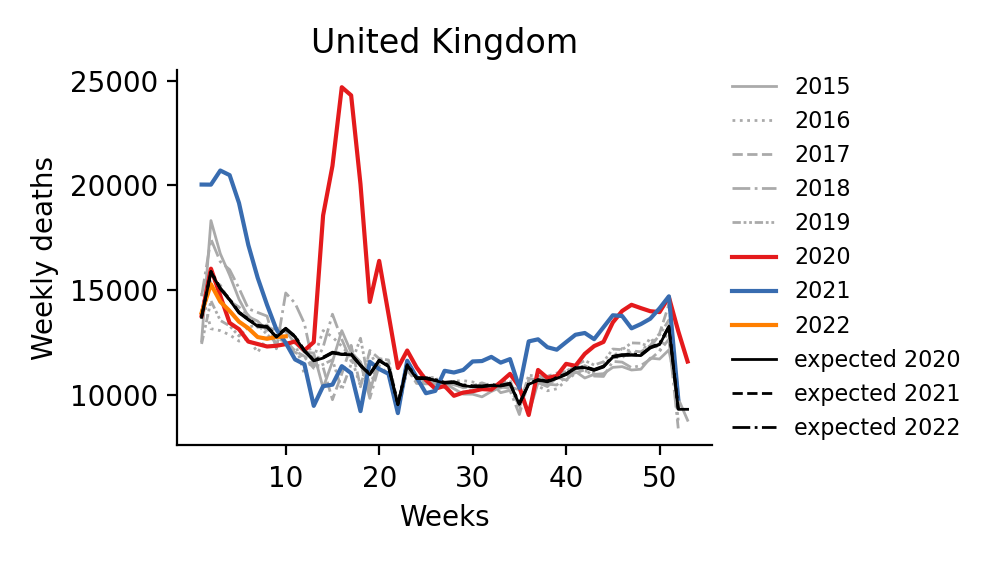 United Kingdom
25000
20000
15000
10000
Weekly deaths
10
20
30
40
50
Weeks
2015
2016
2017
2018
2019
2020
2021
2022
expected 2020
expected 2021
expected 2022